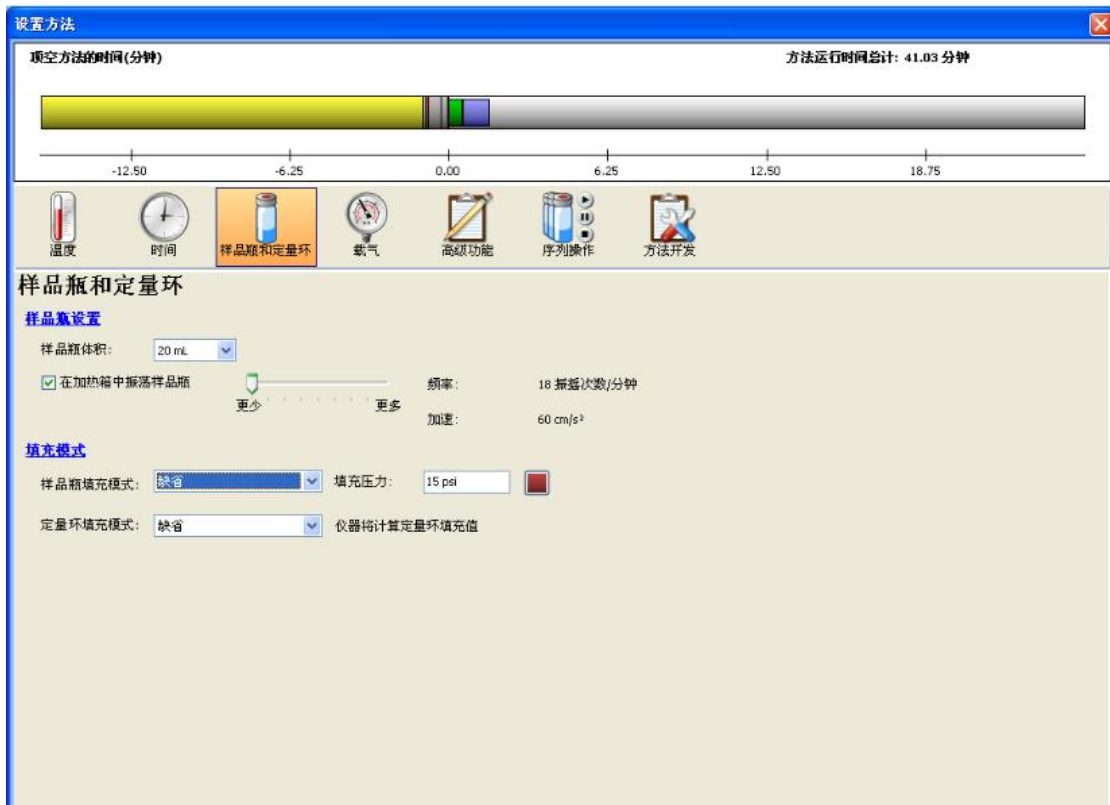 设置方法
顶空方法的时间(分钟) 方法运行时间总计: 41.03 分钟
-12.50 -6.25 0.00 6.25 12.50 18.75
温度 时间 样品瓶和定量环 载气 高级功能 序列操作 方法开发
样品瓶和定量环
样品瓶设置
样品瓶体积: 20 mL
在加热箱中振荡样品瓶 更少 更多 频率: 18 振摇次数/分钟
加速: 60 cm/s²
填充模式
样品瓶填充模式: 缺省 填充压力: 15 psi
定量环填充模式: 缺省 仪器将计算定量环填充值